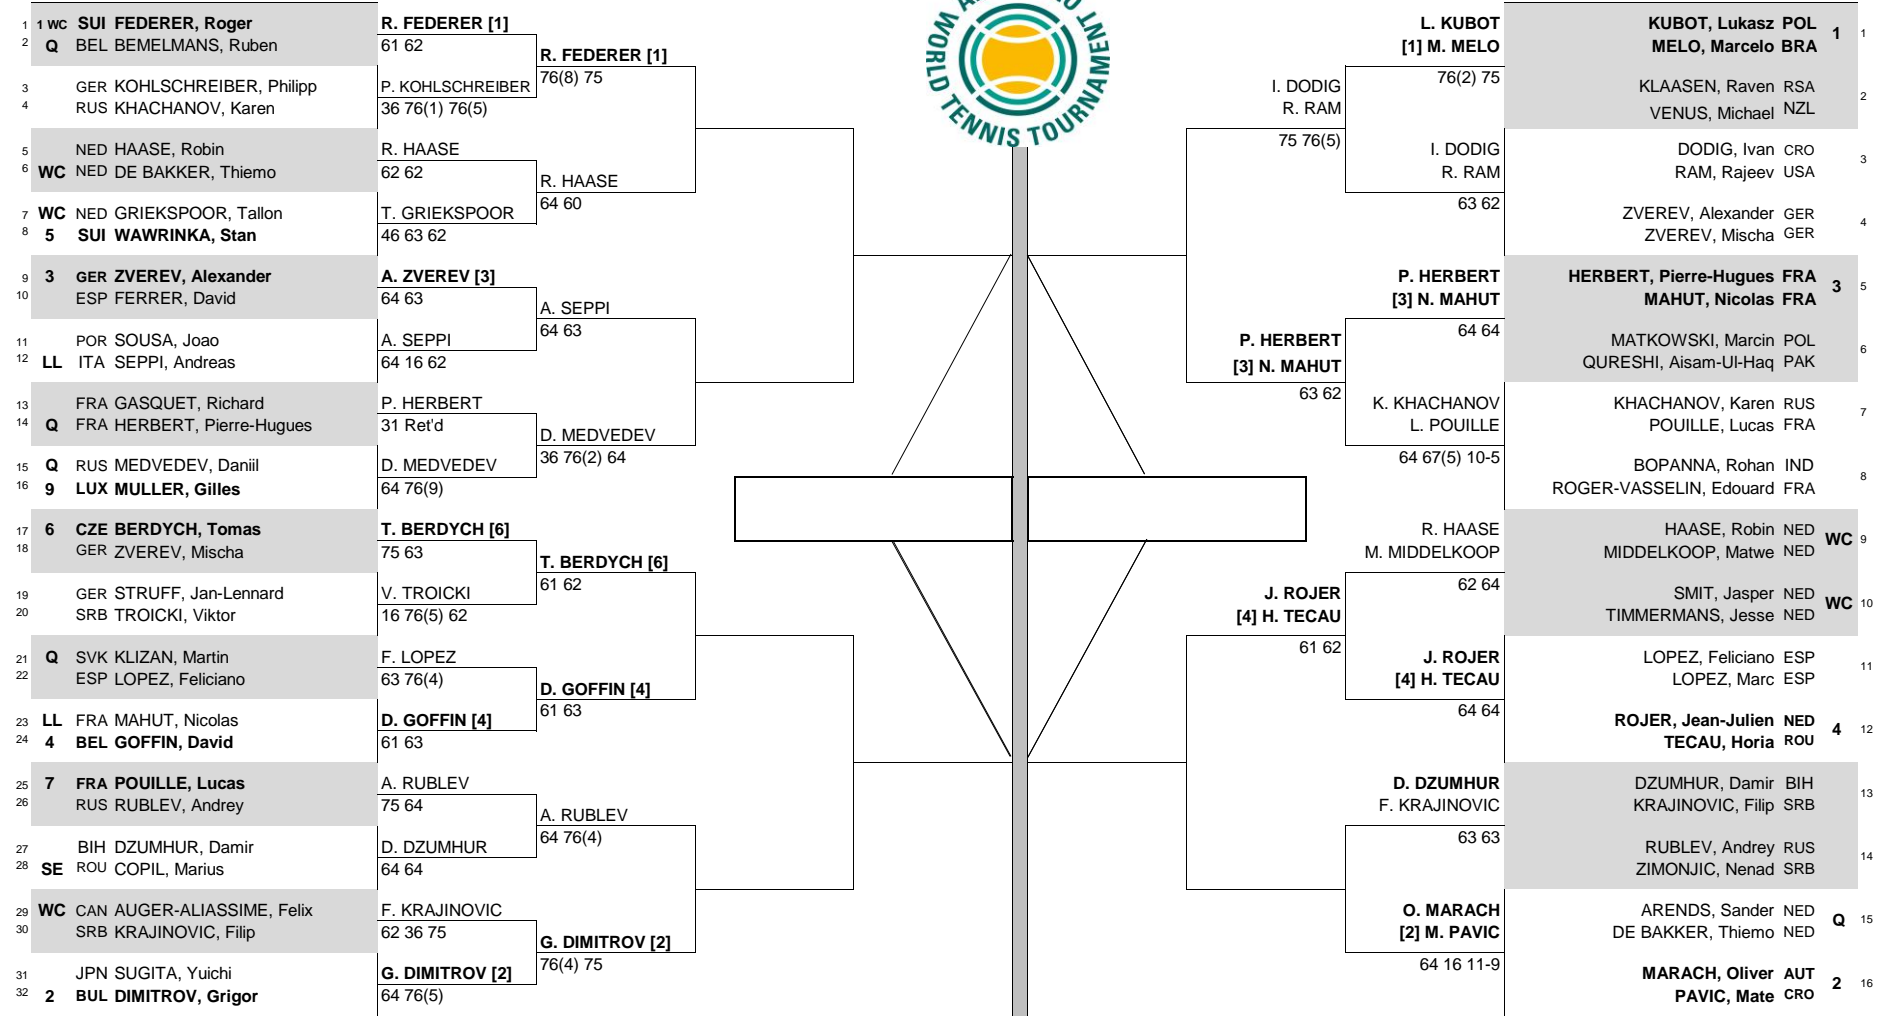 1 1 WC SUI FEDERER, Roger
2 Q BEL BEMELMANS, Ruben
3 GER KOHLSCHREIBER, Philipp
4 RUS KHACHANOV, Karen
5 NED HAASE, Robin
6 WC NED DE BAKKER, Thiemo
7 WC NED GRIEKSPOOR, Tallon
8 5 SUI WAWRINKA, Stan
9 3 GER ZVEREV, Alexander
10 ESP FERRER, David
11 POR SOUSA, Joao
12 LL ITA SEPPI, Andreas
13 FRA GASQUET, Richard
14 Q FRA HERBERT, Pierre-Hugues
15 Q RUS MEDVEDEV, Daniil
16 9 LUX MULLER, Gilles
17 6 CZE BERDYCH, Tomas
18 GER ZVEREV, Mischa
19 GER STRUFF, Jan-Lennard
20 SRB TROICKI, Viktor
21 Q SVK KLIZAN, Martin
22 ESP LOPEZ, Feliciano
23 LL FRA MAHUT, Nicolas
24 4 BEL GOFFIN, David
25 7 FRA POUILLE, Lucas
26 RUS RUBLEV, Andrey
27 BIH DZUMHUR, Damir
28 SE ROU COPIL, Marius
29 WC CAN AUGER-ALIASSIME, Felix
30 SRB KRAJINOVIC, Filip
31 JPN SUGITA, Yuichi
32 2 BUL DIMITROV, Grigor
R. FEDERER [1]
61 62
P. KOHLSCHREIBER
36 76(1) 76(5)
R. HAASE
62 62
T. GRIEKSPOOR
46 63 62
A. ZVEREV [3]
64 63
A. SEPPI
64 16 62
P. HERBERT
31 Ret'd
D. MEDVEDEV
64 76(9)
T. BERDYCH [6]
75 63
V. TROICKI
16 76(5) 62
F. LOPEZ
63 76(4)
D. GOFFIN [4]
61 63
A. RUBLEV
75 64
D. DZUMHUR
64 64
F. KRAJINOVIC
62 36 75
G. DIMITROV [2]
64 76(5)
R. FEDERER [1]
76(8) 75
R. HAASE
64 60
A. SEPPI
64 63
D. MEDVEDEV
36 76(2) 64
T. BERDYCH [6]
61 62
D. GOFFIN [4]
61 63
A. RUBLEV
64 76(4)
G. DIMITROV [2]
76(4) 75
WORLD TENNIS TOURNAMENT
I. DODIG
R. RAM
75 76(5)
P. HERBERT
[3] N. MAHUT
63 62
J. ROJER
[4] H. TECAU
61 62
L. KUBOT
[1] M. MELO
76(2) 75
I. DODIG
R. RAM
63 62
P. HERBERT
[3] N. MAHUT
64 64
K. KHACHANOV
L. POUILLE
64 67(5) 10-5
R. HAASE
M. MIDDELKOOP
62 64
J. ROJER
[4] H. TECAU
64 64
D. DZUMHUR
F. KRAJINOVIC
63 63
O. MARACH
[2] M. PAVIC
64 16 11-9
KUBOT, Lukasz POL
MELO, Marcelo BRA
1 1
KLAASEN, Raven RSA
VENUS, Michael NZL
2
DODIG, Ivan CRO
RAM, Rajeev USA
3
ZVEREV, Alexander GER
ZVEREV, Mischa GER
4
HERBERT, Pierre-Hugues FRA
MAHUT, Nicolas FRA
3 5
MATKOWSKI, Marcin POL
QURESHI, Aisam-Ul-Haq PAK
6
KHACHANOV, Karen RUS
POUILLE, Lucas FRA
7
BOPANNA, Rohan IND
ROGER-VASSELIN, Edouard FRA
8
HAASE, Robin NED
MIDDELKOOP, Matwe NED
WC 9
SMIT, Jasper NED
TIMMERMANS, Jesse NED
WC 10
LOPEZ, Feliciano ESP
LOPEZ, Marc ESP
11
ROJER, Jean-Julien NED
TECAU, Horia ROU
4 12
DZUMHUR, Damir BIH
KRAJINOVIC, Filip SRB
13
RUBLEV, Andrey RUS
ZIMONJIC, Nenad SRB
14
ARENDS, Sander NED
DE BAKKER, Thiemo NED
Q 15
MARACH, Oliver AUT
PAVIC, Mate CRO
2 16